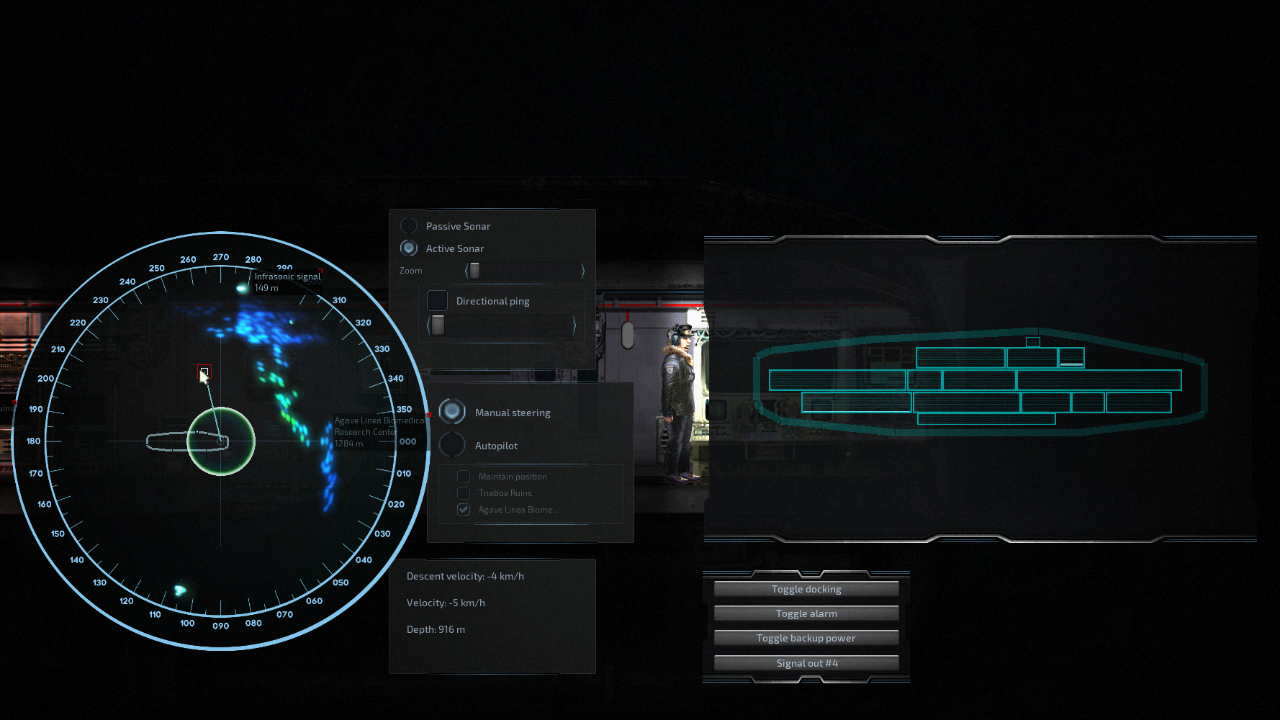 Passive Sonar
Active Sonar
Zoom
Directional ping
Infrasonic signal
149 m
270
260
280
290
250
240
310
230
320
220
330
200
340
190
350
180
000
170
010
160
020
150
030
140
040
130
050
120
060
110
070
100
090
080
Agave Linea Biomedical
Research Center
1284 m
Manual steering
Autopilot
Maintain position
Agave Linea Biome...
Descent velocity: -4 km/h
Velocity: -5 km/h
Depth: 916 m
Toggle docking
Toggle alarm
Toggle backup power
Signal out #4